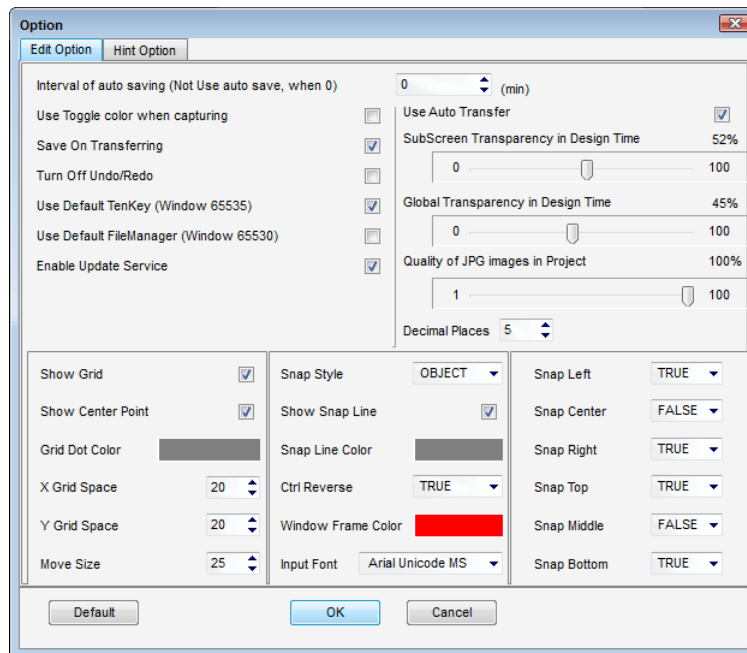 Option
Edit Option
Hint Option
Interval of auto saving (Not Use auto save, when 0)
0
(min)
Use Toggle color when capturing
Save On Transferring
Turn Off Undo/Redo
Use Default TenKey (Window 65535)
Use Default FileManager (Window 65530)
Enable Update Service
Use Auto Transfer
SubScreen Transparency in Design Time 52%
0 100
Global Transparency in Design Time 45%
0 100
Quality of JPG images in Project 100%
1 100
Decimal Places 5
Show Grid
Show Center Point
Grid Dot Color
X Grid Space 20
Y Grid Space 20
Move Size 25
Snap Style OBJECT
Show Snap Line
Snap Line Color
Ctrl Reverse TRUE
Window Frame Color
Input Font Arial Unicode MS
Snap Left TRUE
Snap Center FALSE
Snap Right TRUE
Snap Top TRUE
Snap Middle FALSE
Snap Bottom TRUE
Default
OK
Cancel